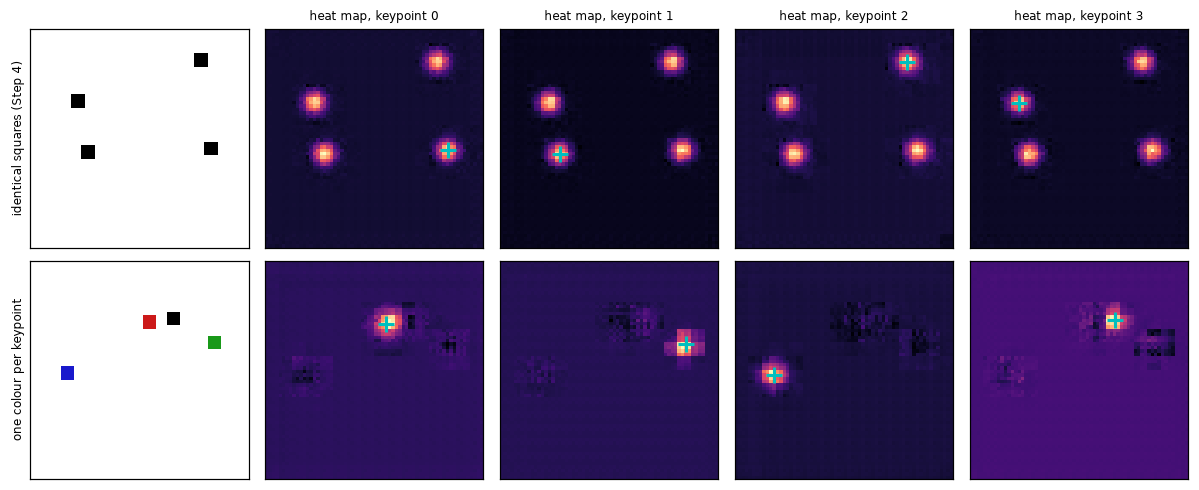 heat map, keypoint 0
heat map, keypoint 1
heat map, keypoint 2
heat map, keypoint 3
identical squares (Step 4)
one colour per keypoint